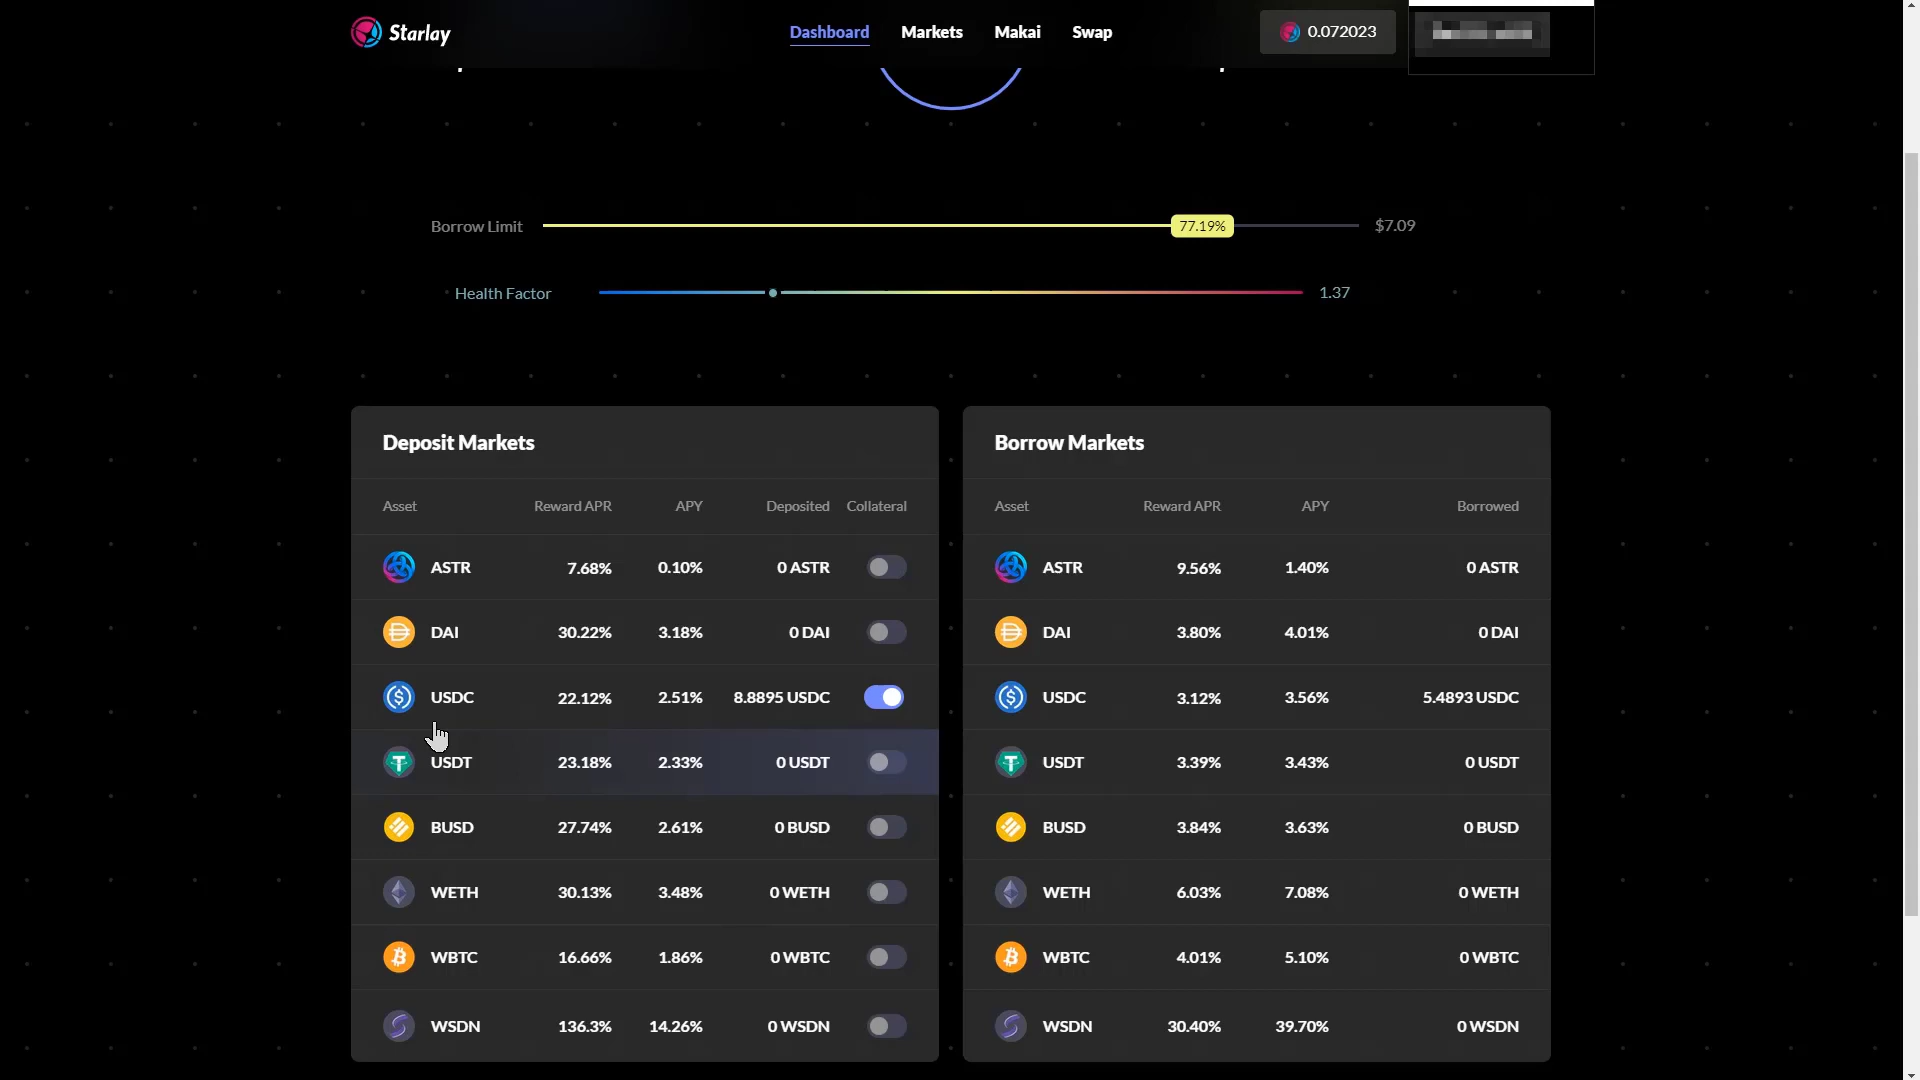 Starlay
Dashboard Markets Makai Swap
0.072023
Borrow Limit 77.19% $7.09
Health Factor 1.37
Deposit Markets
Asset Reward APR APY Deposited Collateral
ASTR 7.68% 0.10% 0 ASTR
DAI 30.22% 3.18% 0 DAI
USDC 22.12% 2.51% 8.8895 USDC
USDT 23.18% 2.33% 0 USDT
BUSD 27.74% 2.61% 0 BUSD
WETH 30.13% 3.48% 0 WETH
WBTC 16.66% 1.86% 0 WBTC
WSDN 136.3% 14.26% 0 WSDN
Borrow Markets
Asset Reward APR APY Borrowed
ASTR 9.56% 1.40% 0 ASTR
DAI 3.80% 4.01% 0 DAI
USDC 3.12% 3.56% 5.4893 USDC
USDT 3.39% 3.43% 0 USDT
BUSD 3.84% 3.63% 0 BUSD
WETH 6.03% 7.08% 0 WETH
WBTC 4.01% 5.10% 0 WBTC
WSDN 30.40% 39.70% 0 WSDN